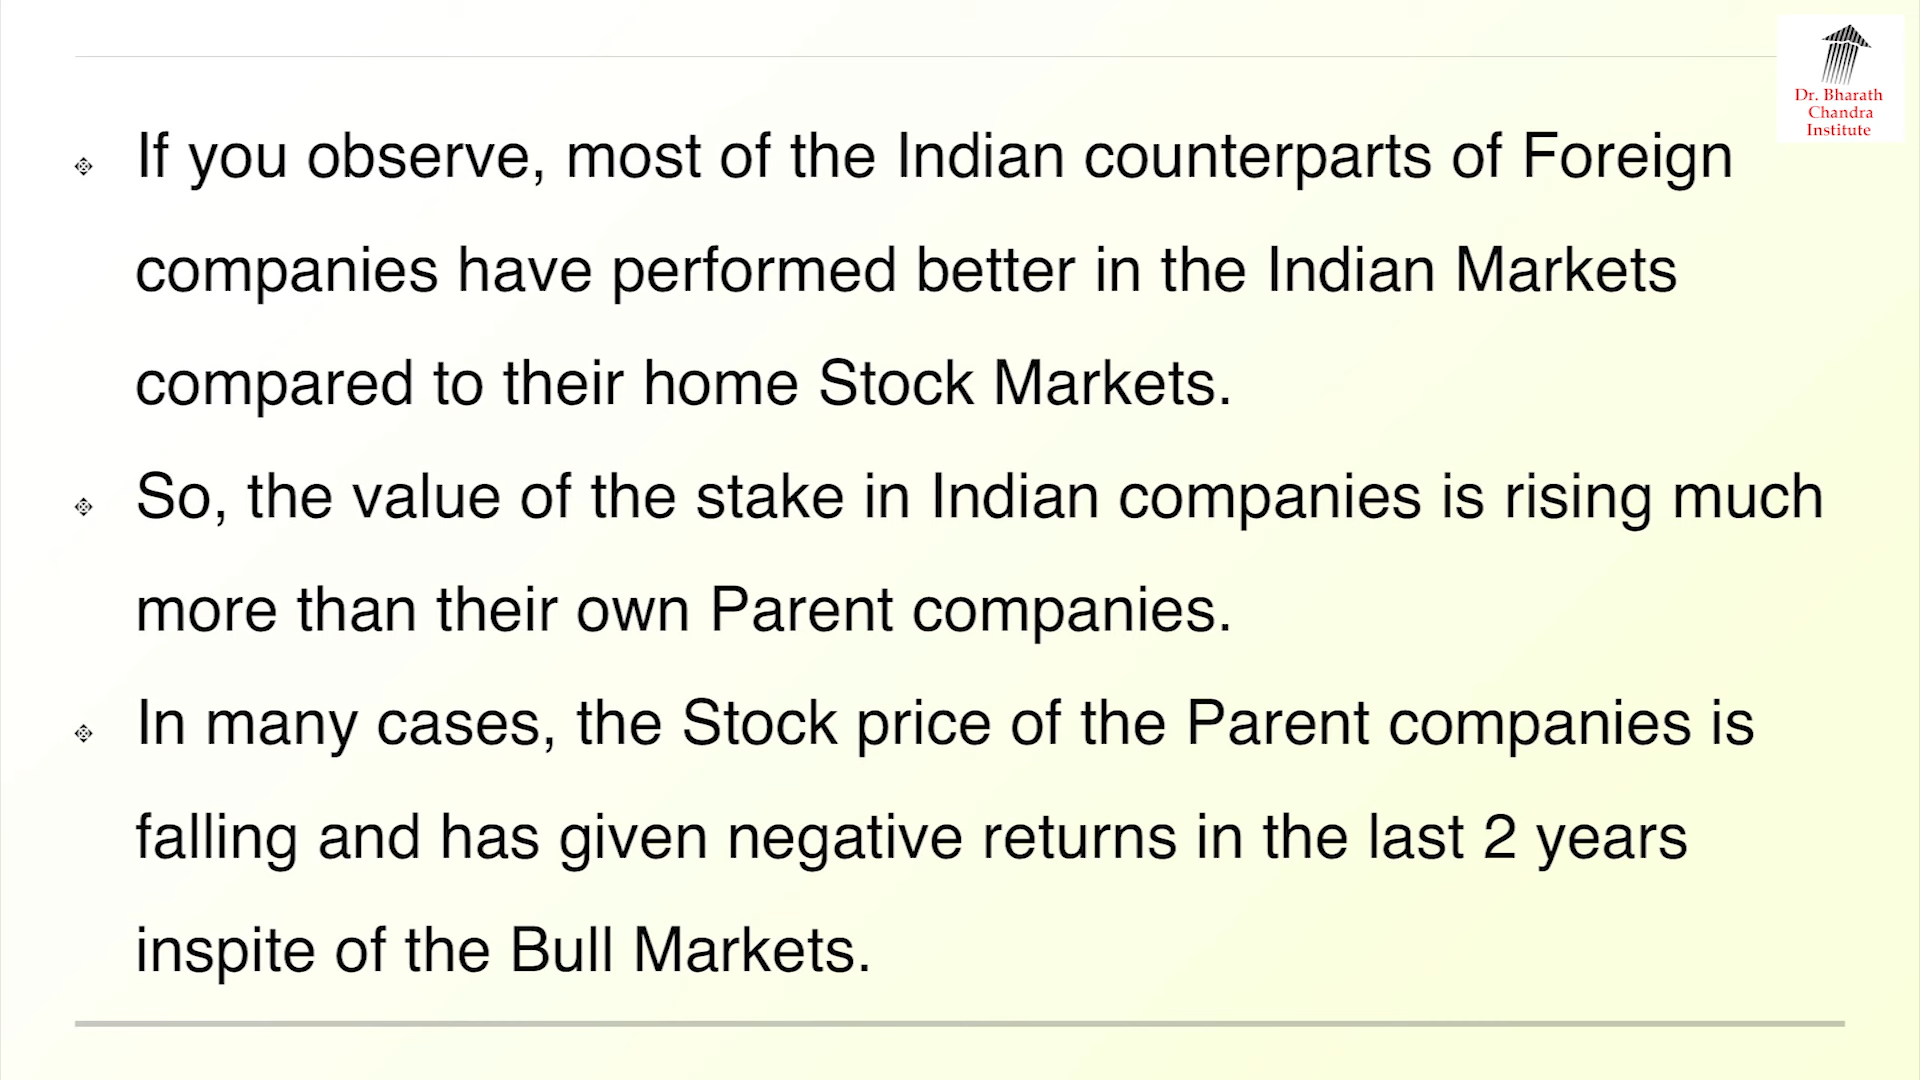 Dr. Bharath
Chandra
Institute
If you observe, most of the Indian counterparts of Foreign
companies have performed better in the Indian Markets
compared to their home Stock Markets.
So, the value of the stake in Indian companies is rising much
more than their own Parent companies.
In many cases, the Stock price of the Parent companies is
falling and has given negative returns in the last 2 years
inspite of the Bull Markets.